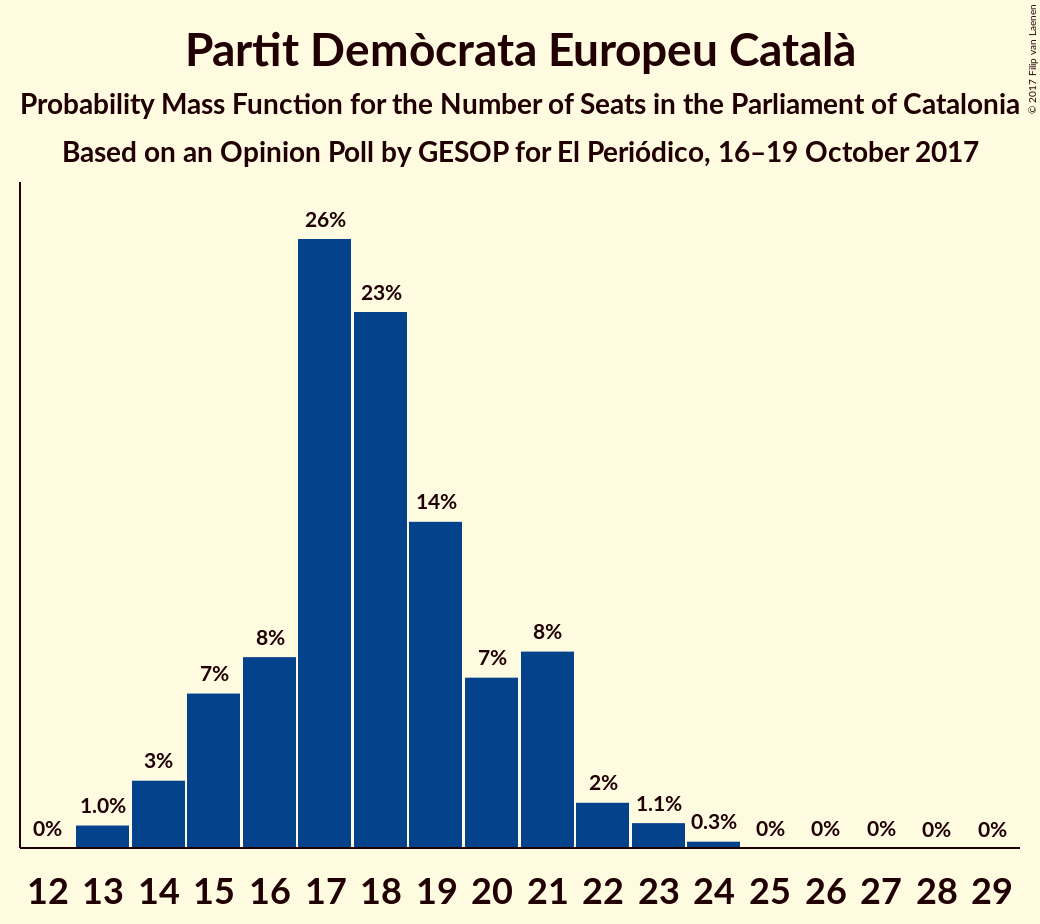 Partit Demòcrata Europeu Català
Probability Mass Function for the Number of Seats in the Parliament of Catalonia
Based on an Opinion Poll by GESOP for El Periódico, 16–19 October 2017
© 2017 Filip van Laenen
0% 1.0% 3% 7% 8% 26% 23% 14% 7% 8% 2% 1.1% 0.3% 0% 0% 0% 0% 0%
12 13 14 15 16 17 18 19 20 21 22 23 24 25 26 27 28 29